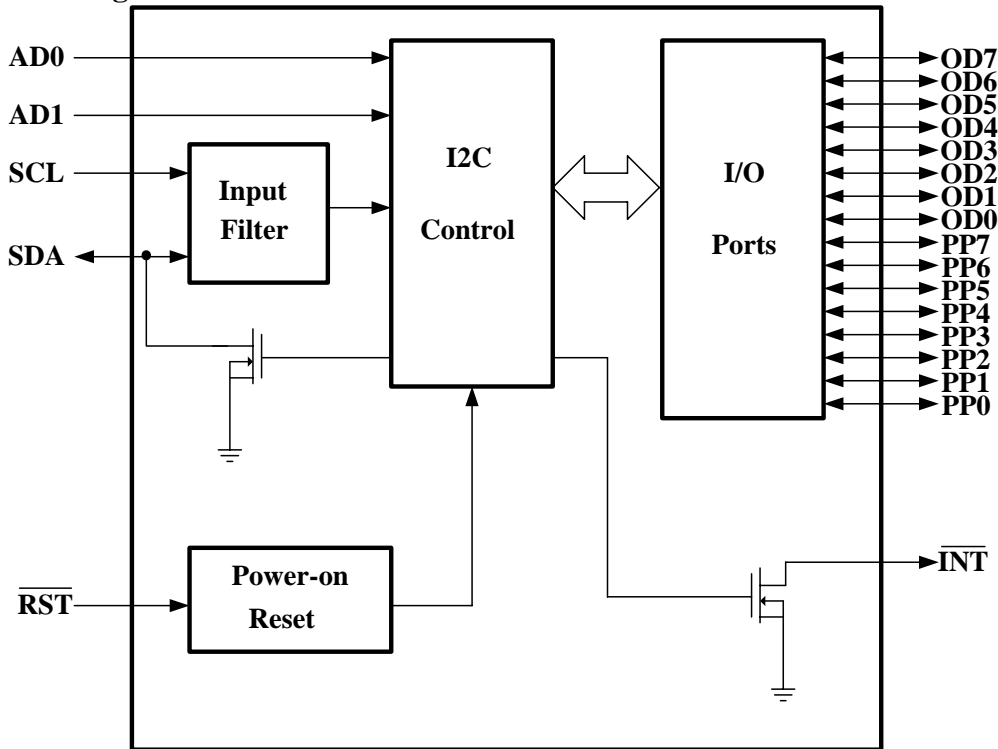 AD0
AD1
SCL
SDA
Input
Filter
I2C
Control
I/O
Ports
OD7
OD6
OD5
OD4
OD3
OD2
OD1
OD0
PP7
PP6
PP5
PP4
PP3
PP2
PP1
PP0
RST
Power-on
Reset
INT